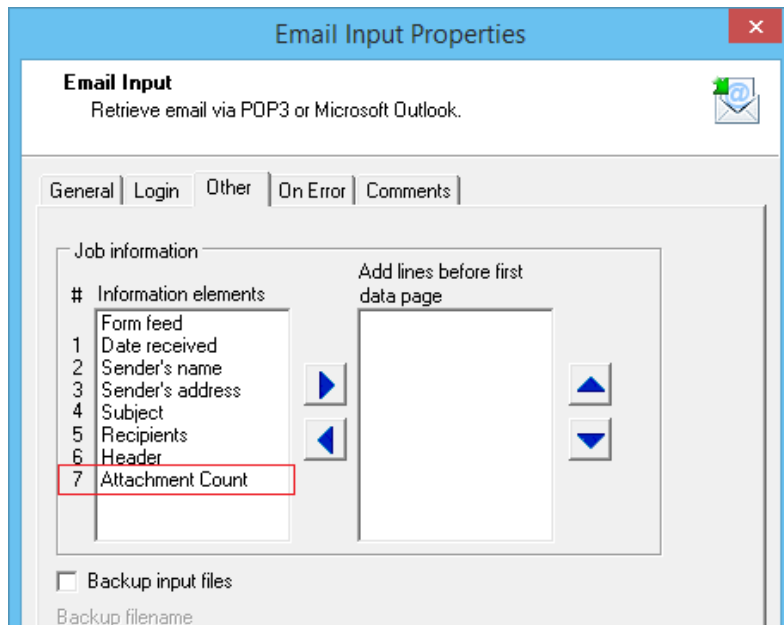 Email Input Properties
Email Input
Retrieve email via POP3 or Microsoft Outlook.
General Login Other On Error Comments
Job information
# Information elements
Add lines before first
data page
Form feed
1 Date received
2 Sender's name
3 Sender's address
4 Subject
5 Recipients
6 Header
7 Attachment Count
Backup input files
Backup filename